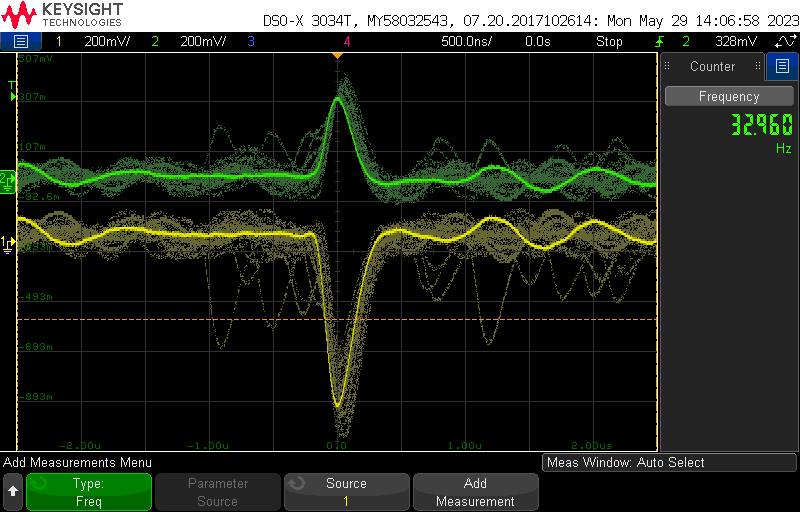 KEYSIGHT
TECHNOLOGIES
DSO-X 3034T, MY58032543, 07.20.2017102614: Mon May 29 14:06:58 2023
1 200mV/ 2 200mV/ 3 4 500.0ns/ 0.0s Stop 2 328mV
507mV
Counter
T
307m
Frequency
32.960
Hz
107m
2
-92.6m
1
-493m
-693m
-893m
-2.00u -1.00u 0.0 1.00u 2.00us
Add Measurements Menu
Meas Window: Auto Select
Type:
Freq
Parameter
Source
Source
1
Add
Measurement